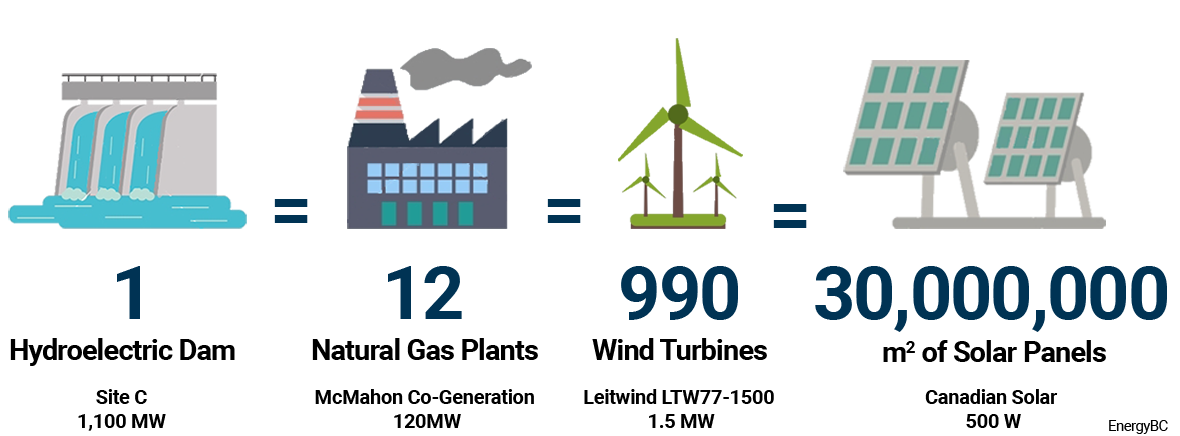 = = =
1 12 990 30,000,000
Hydroelectric Dam Natural Gas Plants Wind Turbines m² of Solar Panels
Site C McMahon Co-Generation Leitwind LTW77-1500 Canadian Solar
1,100 MW 120MW 1.5 MW 500 W
EnergyBC